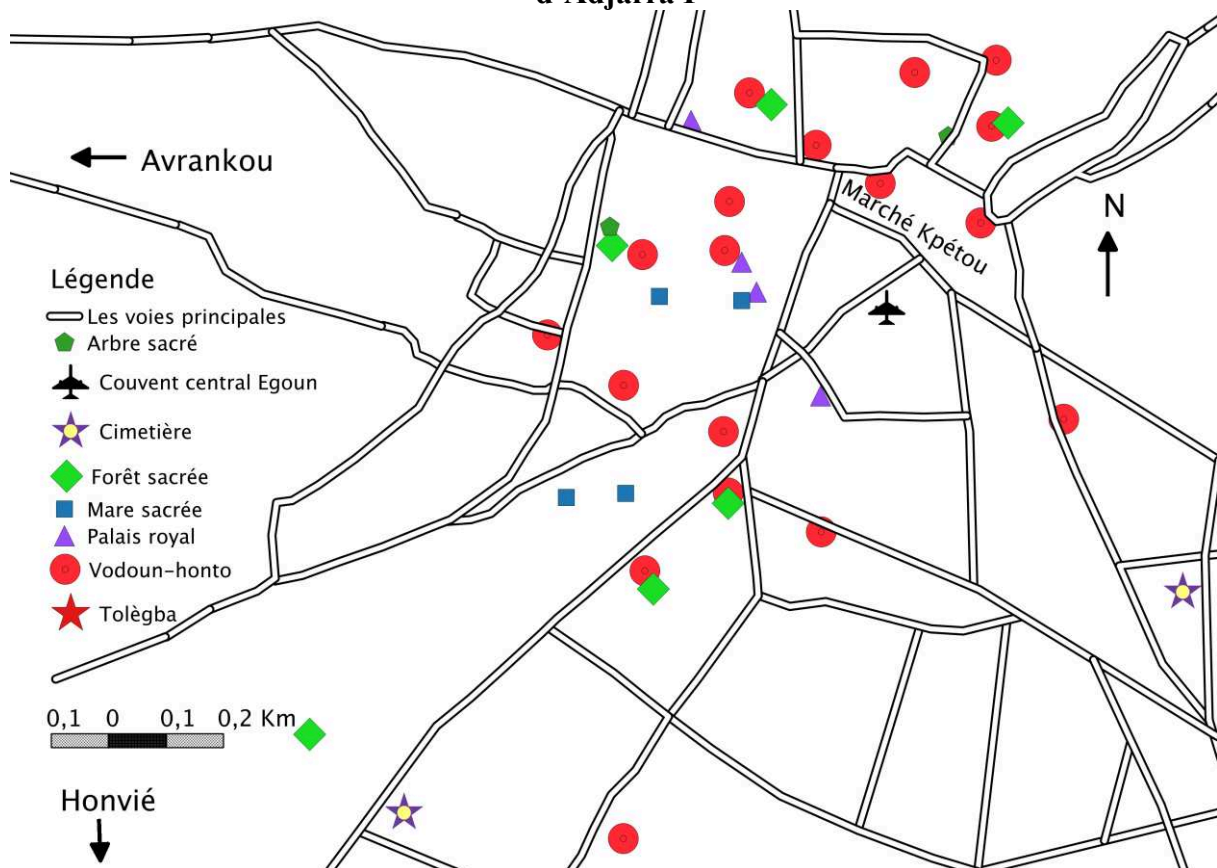 d'Adjarra I
Avrankou
Marché Kpétou
N
Légende
Les voies principales
Arbre sacré
Couvent central Egoun
Cimetière
Forêt sacrée
Mare sacrée
Palais royal
Vodoun-honto
Tolègba
0,1 0 0,1 0,2 Km
Honvié